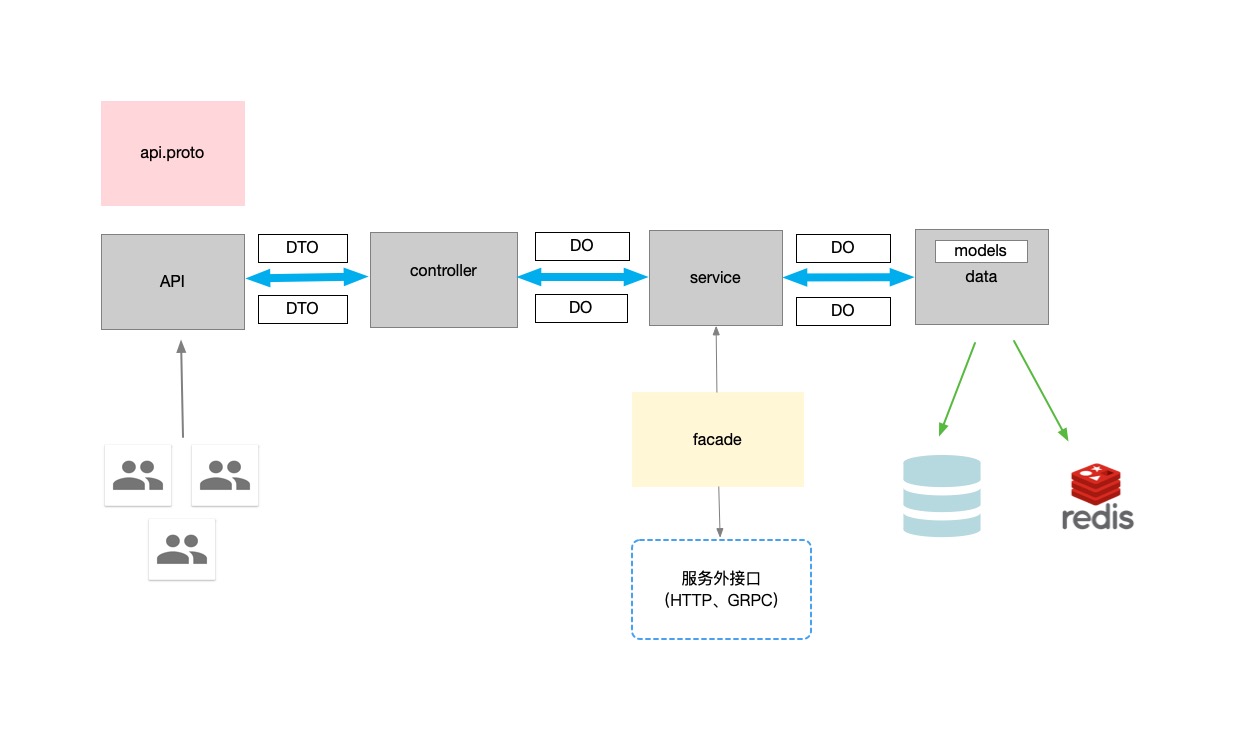 api.proto
API
DTO
DTO
controller
DO
DO
service
DO
DO
models
data
facade
服务外接口
（HTTP、GRPC）
redis